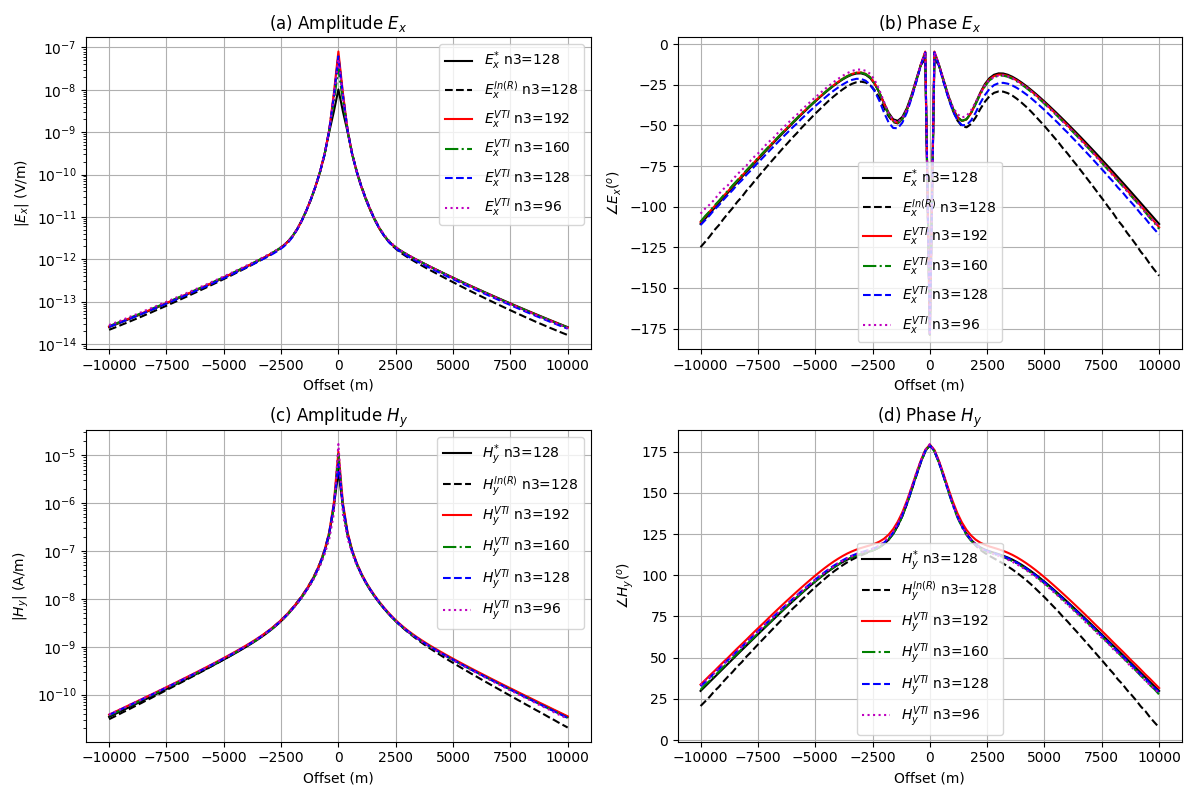 (a) Amplitude $E_x$
|$E_x$| (V/m)
$10^{-7}$
$10^{-8}$
$10^{-9}$
$10^{-10}$
$10^{-11}$
$10^{-12}$
$10^{-13}$
$10^{-14}$
$E_x^{*}$ n3=128
$E_x^{ln(R)}$ n3=128
$E_x^{VTI}$ n3=192
$E_x^{VTI}$ n3=160
$E_x^{VTI}$ n3=128
$E_x^{VTI}$ n3=96
−10000 −7500 −5000 −2500 0 2500 5000 7500 10000
Offset (m)
(b) Phase $E_x$
∠$E_x(^o)$
0
−25
−50
−75
−100
−125
−150
−175
$E_x^{*}$ n3=128
$E_x^{ln(R)}$ n3=128
$E_x^{VTI}$ n3=192
$E_x^{VTI}$ n3=160
$E_x^{VTI}$ n3=128
$E_x^{VTI}$ n3=96
−10000 −7500 −5000 −2500 0 2500 5000 7500 10000
Offset (m)
(c) Amplitude $H_y$
|$H_y$| (A/m)
$10^{-5}$
$10^{-6}$
$10^{-7}$
$10^{-8}$
$10^{-9}$
$10^{-10}$
$H_y^{*}$ n3=128
$H_y^{ln(R)}$ n3=128
$H_y^{VTI}$ n3=192
$H_y^{VTI}$ n3=160
$H_y^{VTI}$ n3=128
$H_y^{VTI}$ n3=96
−10000 −7500 −5000 −2500 0 2500 5000 7500 10000
Offset (m)
(d) Phase $H_y$
∠$H_y(^o)$
175
150
125
100
75
50
25
0
$H_y^{*}$ n3=128
$H_y^{ln(R)}$ n3=128
$H_y^{VTI}$ n3=192
$H_y^{VTI}$ n3=160
$H_y^{VTI}$ n3=128
$H_y^{VTI}$ n3=96
−10000 −7500 −5000 −2500 0 2500 5000 7500 10000
Offset (m)